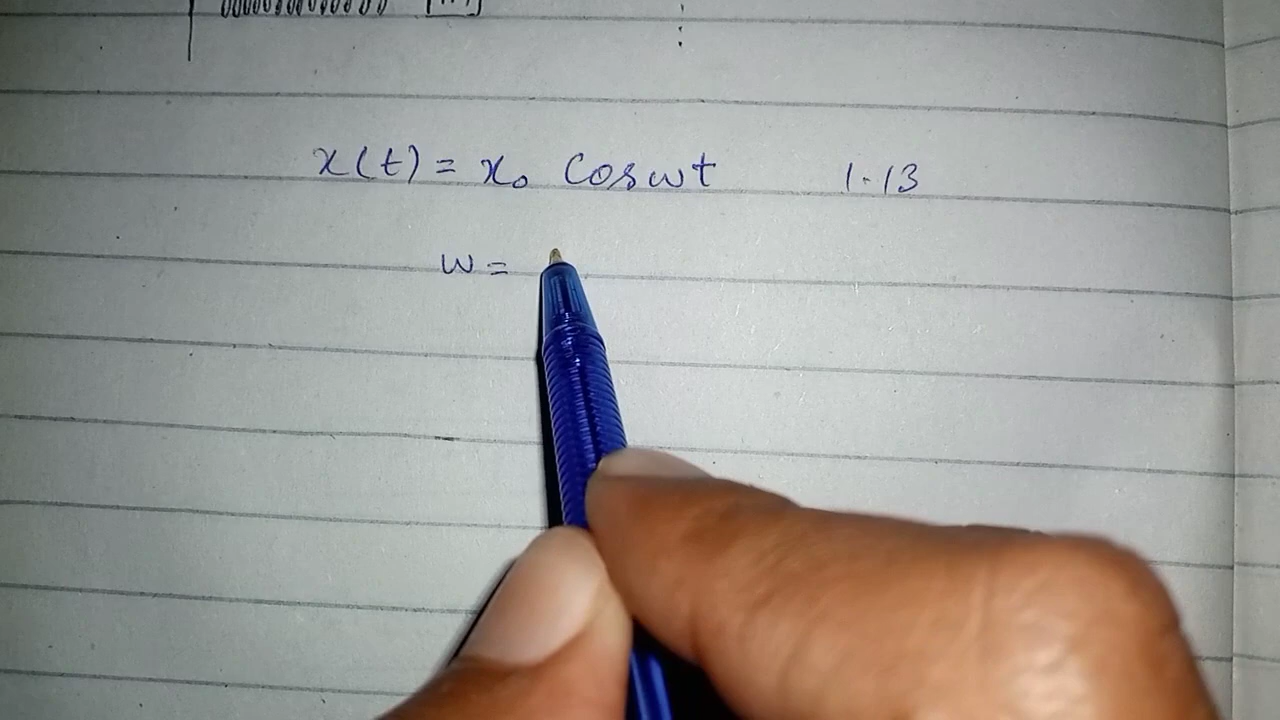 x(t) = x₀ cosωt 1.13
ω =